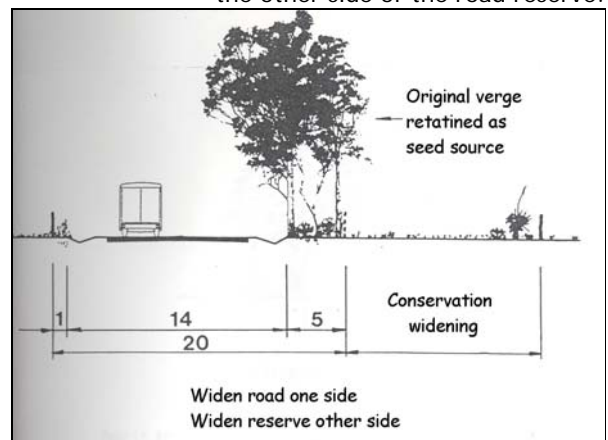 the other side of the road reserve.
Original verge
retatined as
seed source
1
14
5
Conservation
widening
20
Widen road one side
Widen reserve other side